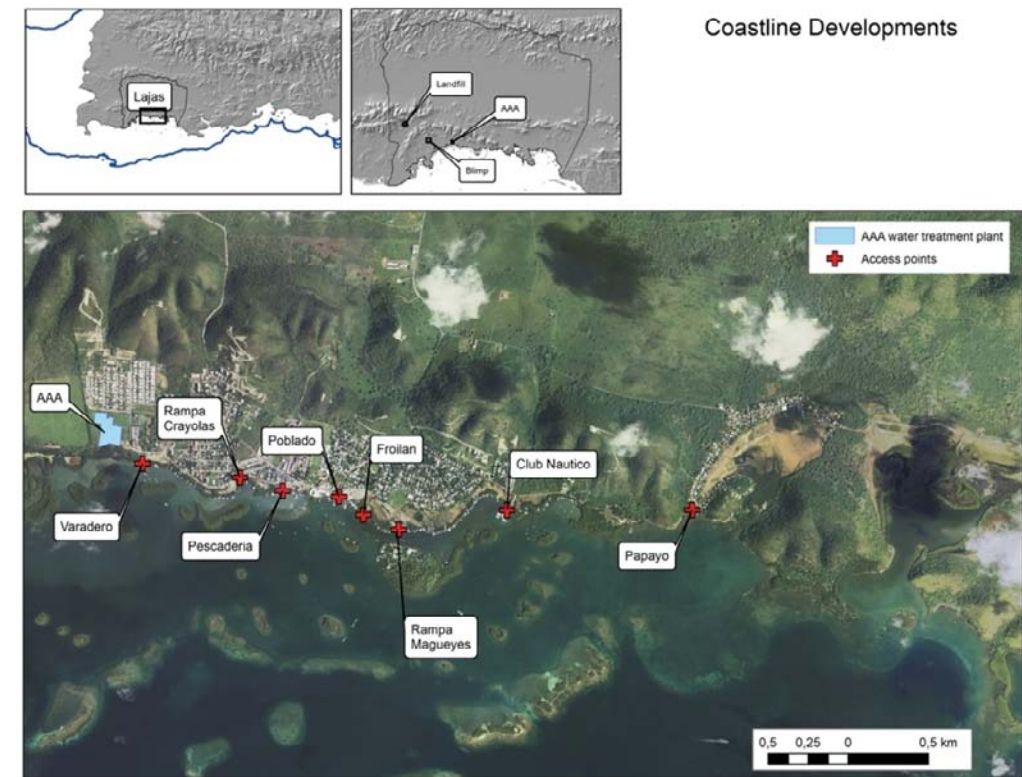 Coastline Developments
Lajas
Landfill
AAA
Blimp
AAA water treatment plant
Access points
AAA
Rampa
Crayolas
Poblado
Froilan
Club Nautico
Varadero
Pescaderia
Papayo
Rampa
Magueyes
0,5 0,25 0 0,5 km